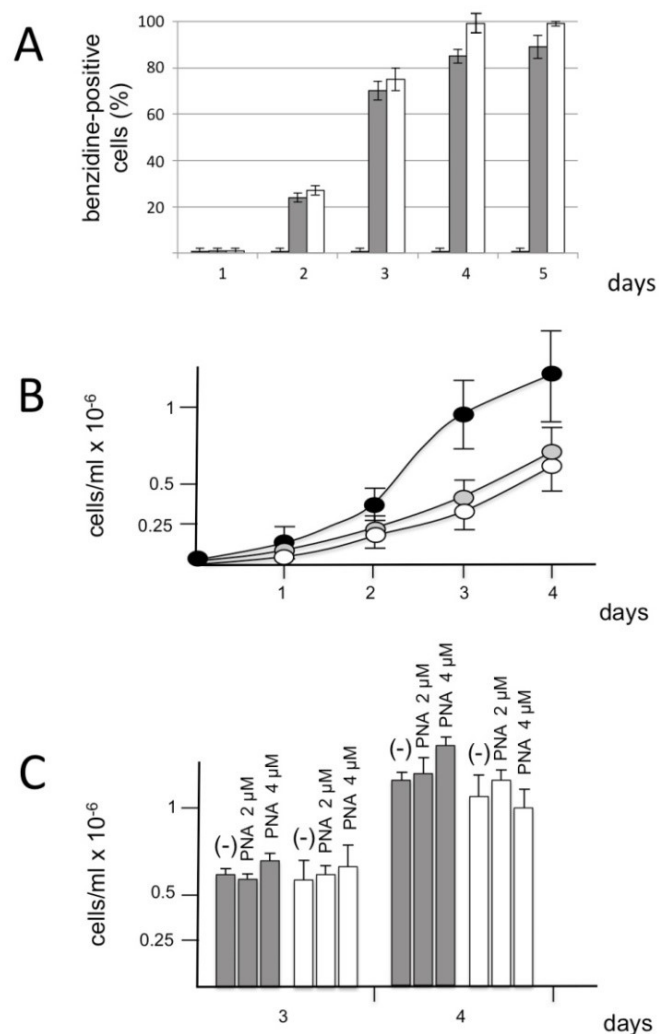 A
benzidine-positive
cells (%)
100
80
60
40
20
1 2 3 4 5
days
B
cells/ml x 10-6
1
0.5
0.25
1 2 3 4
days
C
cells/ml x 10-6
1
0.5
0.25
(-) PNA 2 µM PNA 4 µM (-) PNA 2 µM PNA 4 µM (-) PNA 2 µM PNA 4 µM (-) PNA 2 µM PNA 4 µM
3 4
days